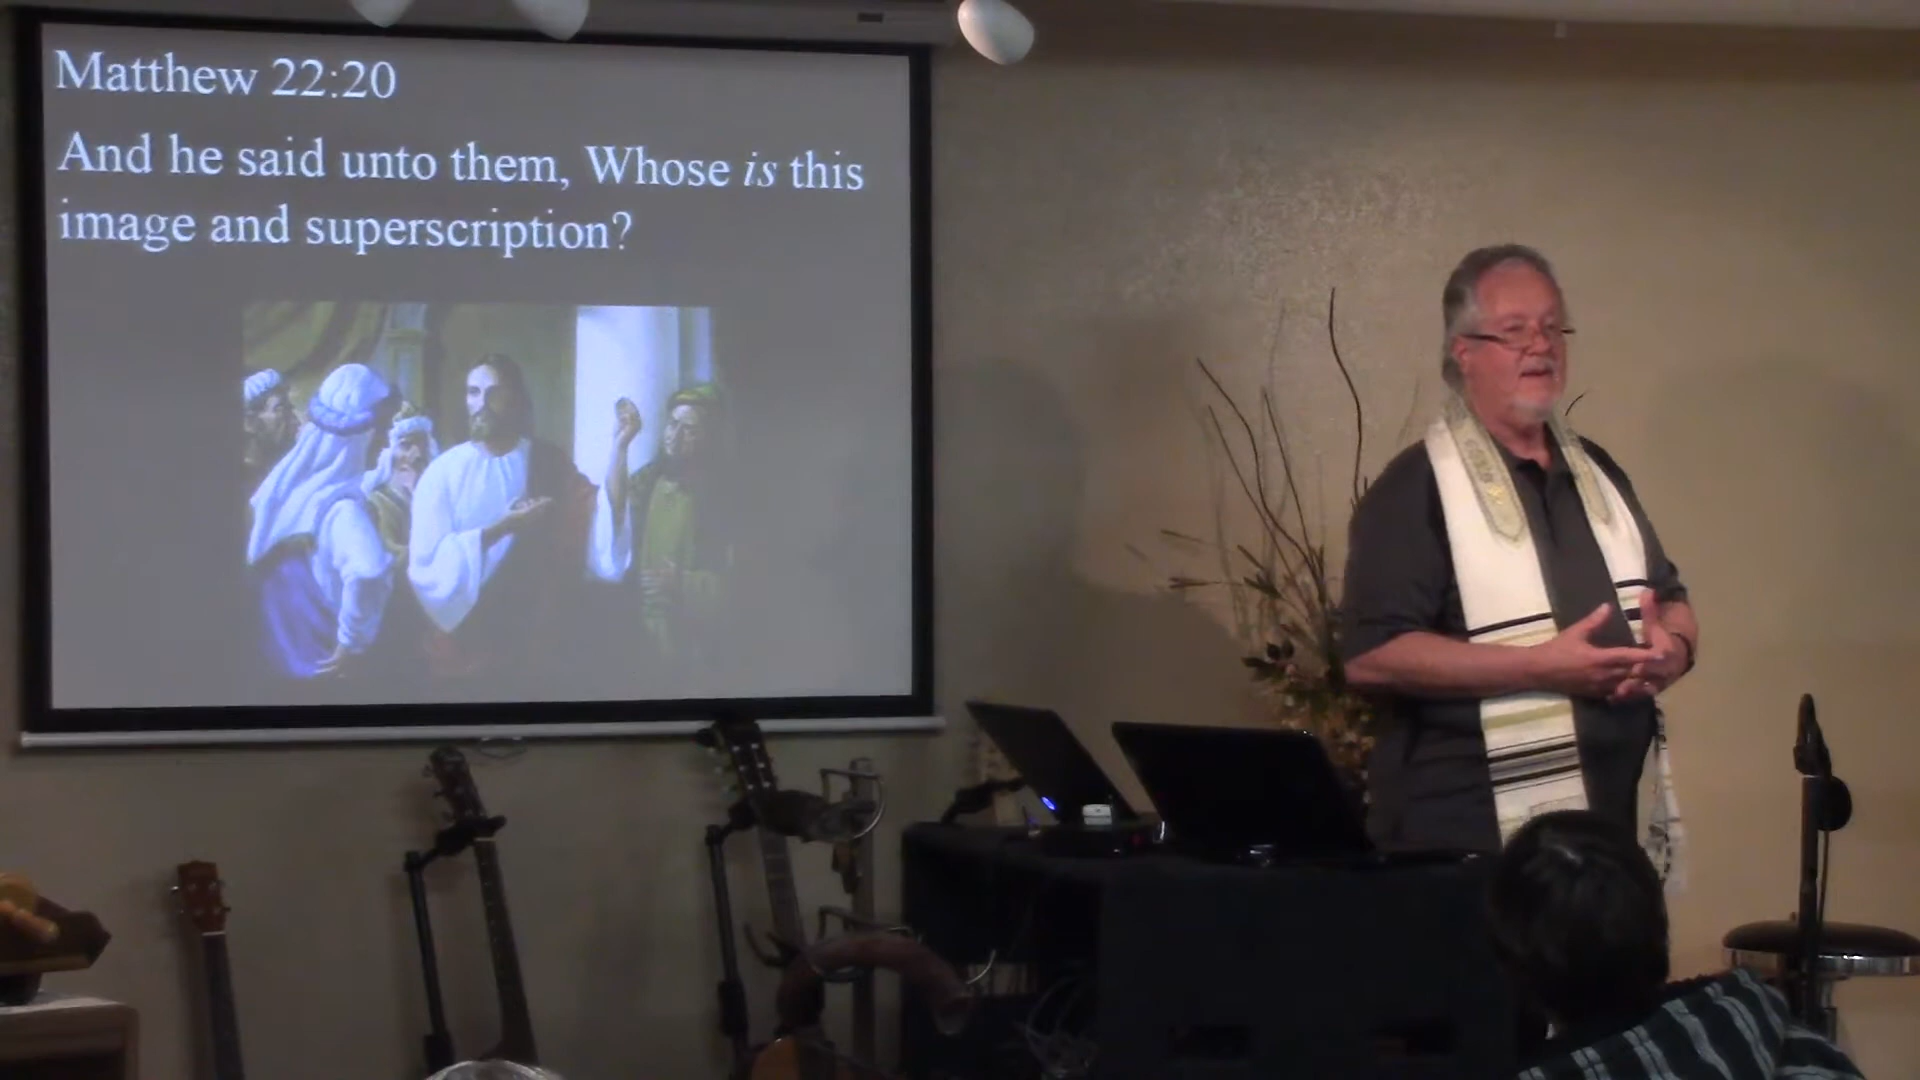 Matthew 22:20
And he said unto them, Whose is this
image and superscription?